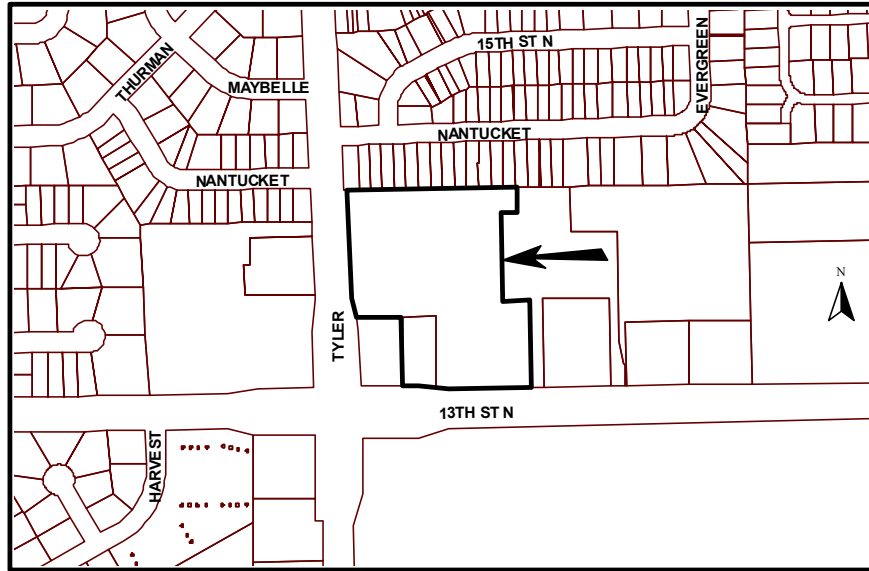 15TH ST N
EVERGREEN
THURMAN
MAYBELLE
NANTUCKET
NANTUCKET
N
TYLER
13TH ST N
HARVEST